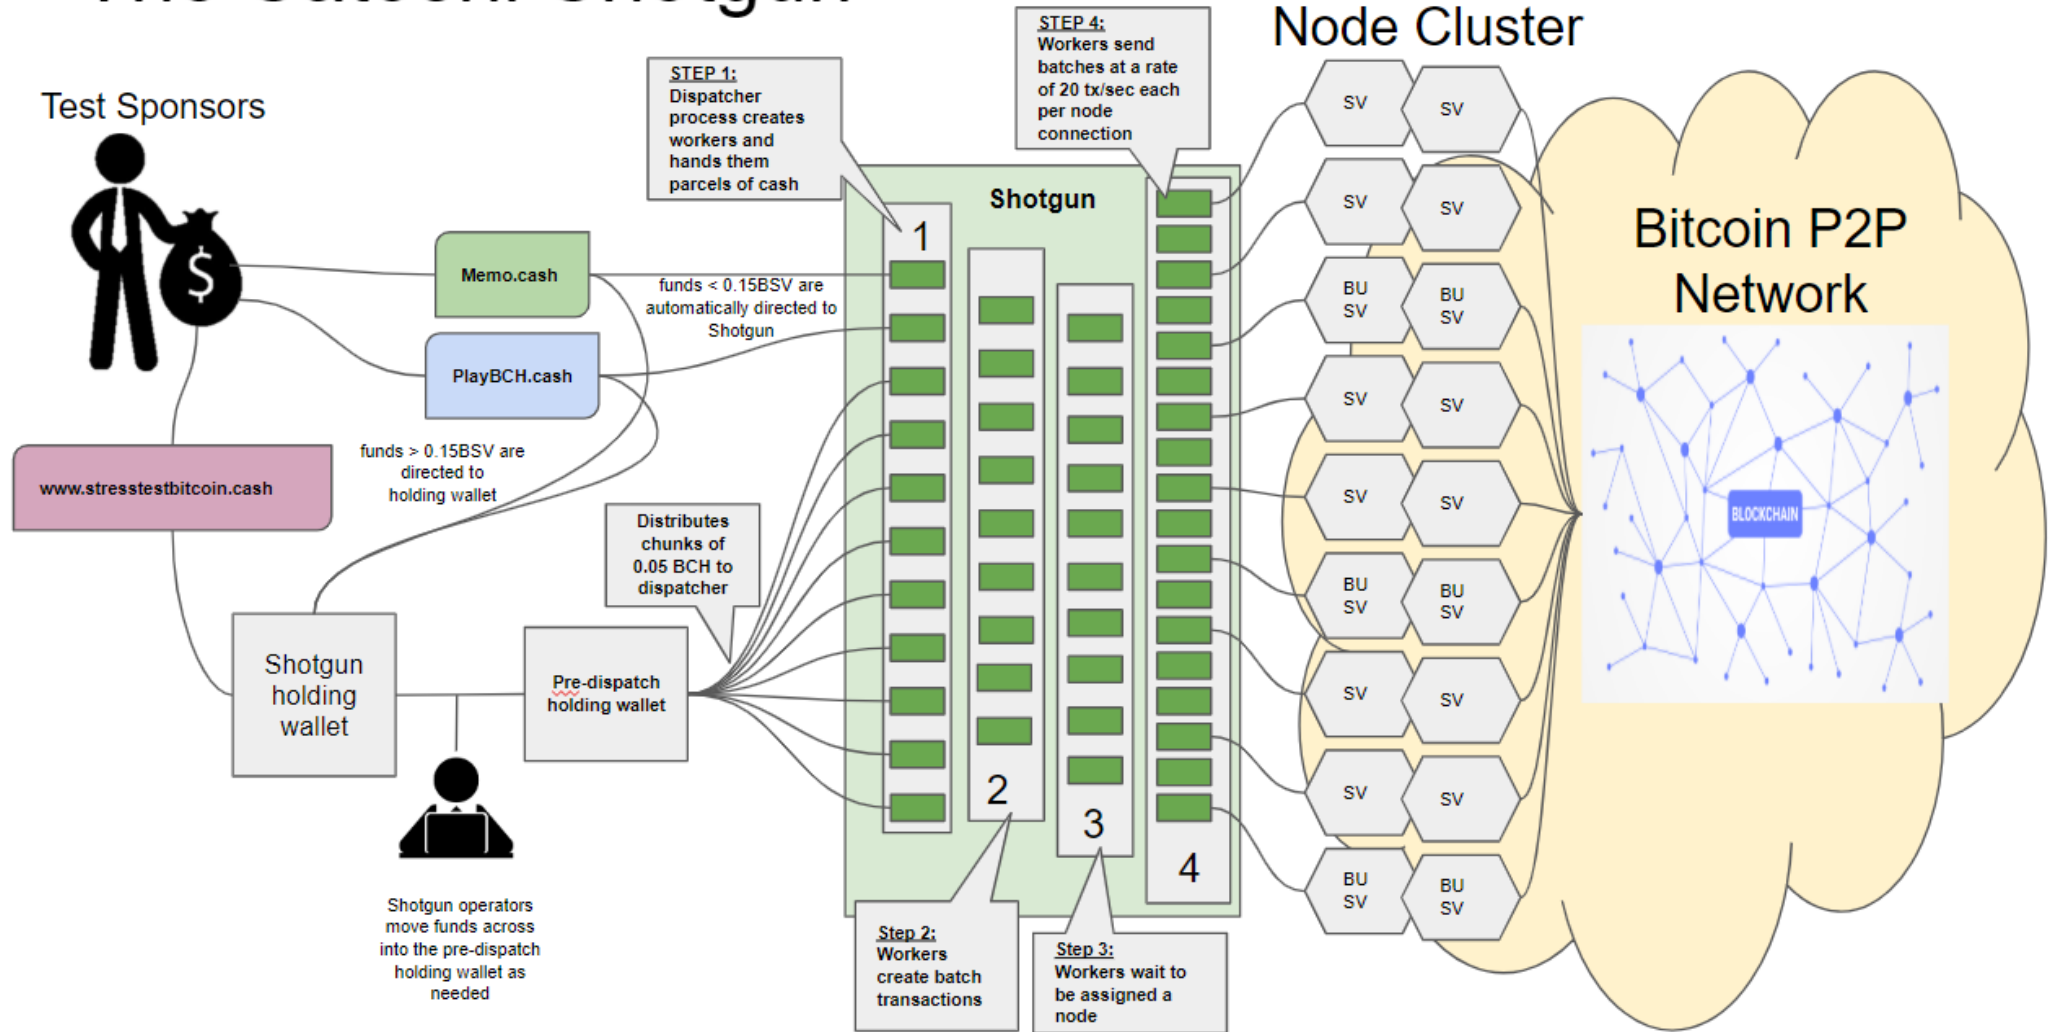 The Satoshi Shotgun
Node Cluster
Test Sponsors
STEP 1:
Dispatcher
process creates
workers and
hands them
parcels of cash
STEP 4:
Workers send
batches at a rate
of 20 tx/sec each
per node
connection
Memo.cash
funds < 0.15BSV are
automatically directed to
Shotgun
PlayBCH.cash
funds > 0.15BSV are
directed to
holding wallet
www.stresstestbitcoin.cash
Distributes
chunks of
0.05 BCH to
dispatcher
Shotgun
holding
wallet
Pre-dispatch
holding wallet
Shotgun operators
move funds across
into the pre-dispatch
holding wallet as
needed
Shotgun
1
2
3
4
Step 2:
Workers
create batch
transactions
Step 3:
Workers wait to
be assigned a
node
SV
SV
SV
SV
BU
SV
BU
SV
SV
SV
SV
SV
BU
SV
BU
SV
SV
SV
SV
SV
BU
SV
BU
SV
Bitcoin P2P
Network
BLOCKCHAIN